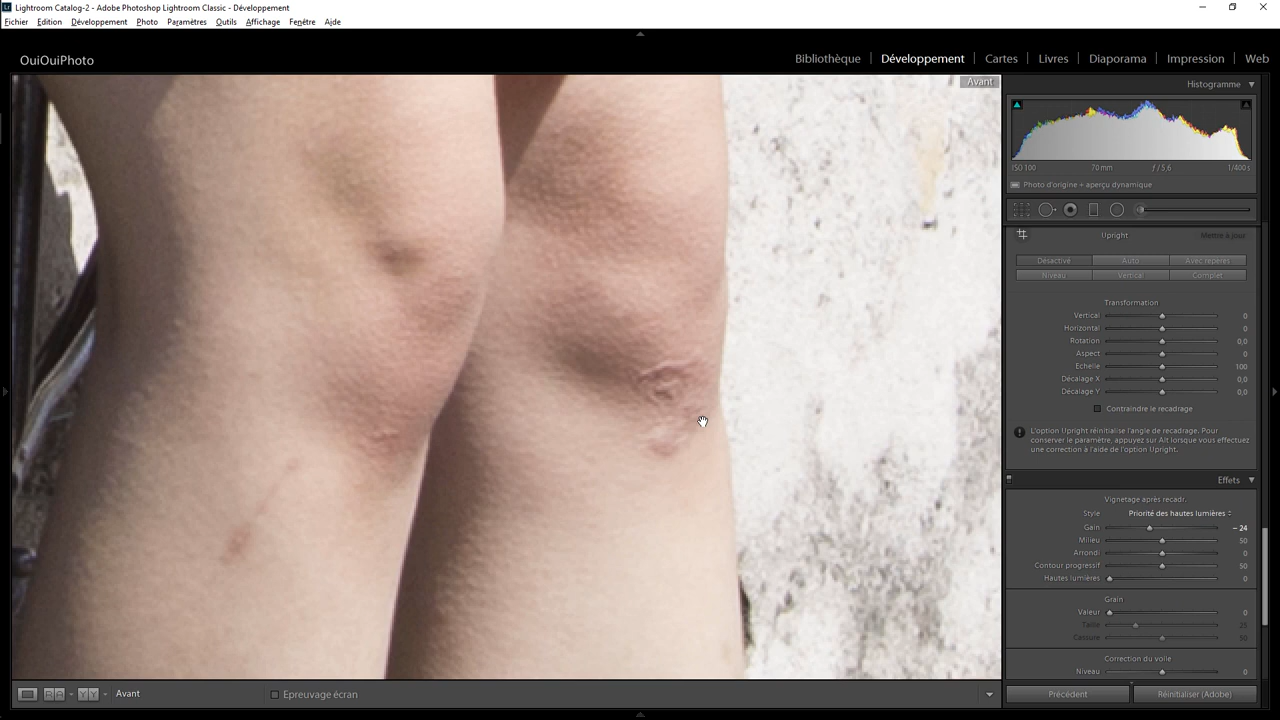 Lightroom Catalog-2 - Adobe Photoshop Lightroom Classic - Développement
Fichier Edition Développement Photo Paramètres Outils Affichage Fenêtre Aide
OuiOuiPhoto
Bibliothèque | Développement | Cartes | Livres | Diaporama | Impression | Web
Avant
Histogramme
ISO 100 70 mm ƒ / 5,6 1/400 s
Photo d'origine + aperçu dynamique
Upright Mettre à jour
Désactivé Auto Avec repères
Niveau Vertical Complet
Transformation
Vertical 0
Horizontal 0
Rotation 0,0
Aspect 0
Echelle 100
Décalage X 0,0
Décalage Y 0,0
Contraindre le recadrage
L'option Upright réinitialise l'angle de recadrage. Pour
conserver le paramètre, appuyez sur Alt lorsque vous effectuez
une correction à l'aide de l'option Upright.
Effets
Vignetage après recadr.
Style Priorité des hautes lumières
Gain – 24
Milieu 50
Arrondi 0
Contour progressif 50
Hautes lumières 0
Grain
Valeur 0
Taille 25
Cassure 50
Correction du voile
Niveau 0
Avant
Epreuvage écran
Précédent Réinitialiser (Adobe)